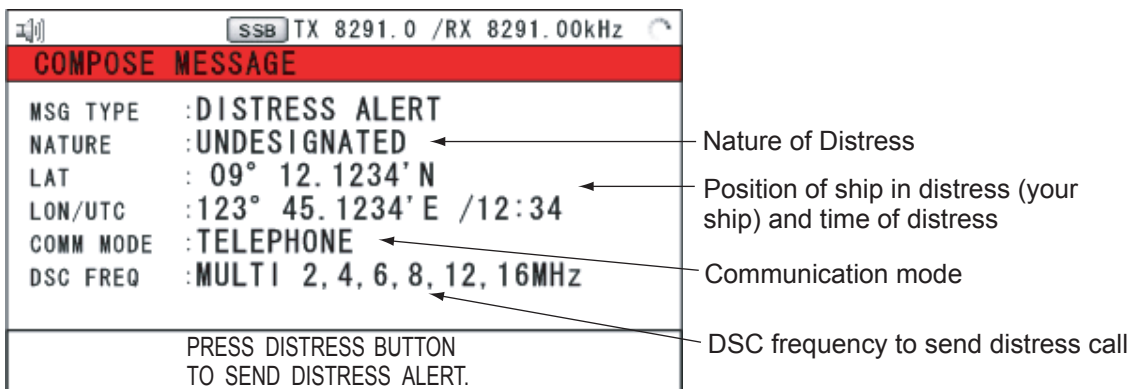 SSB TX 8291.0 /RX 8291.00kHz
COMPOSE MESSAGE
MSG TYPE :DISTRESS ALERT
NATURE :UNDESIGNATED
Nature of Distress
LAT : 09° 12.1234'N
LON/UTC :123° 45.1234'E /12:34
Position of ship in distress (your
ship) and time of distress
COMM MODE :TELEPHONE
Communication mode
DSC FREQ :MULTI 2,4,6,8,12,16MHz
DSC frequency to send distress call
PRESS DISTRESS BUTTON
TO SEND DISTRESS ALERT.